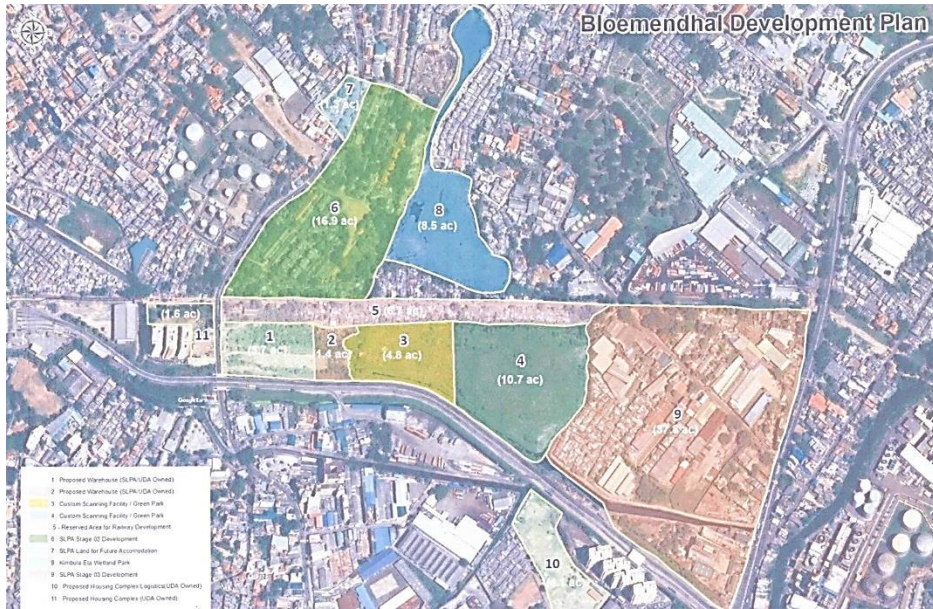 Bloemendhal Development Plan
7
6
(16.9 ac)
8
(8.5 ac)
5
(1.6 ac)
11
1
2
1.4 ac)
3
(4.8 ac)
4
(10.7 ac)
9
10
1 Proposed Warehouse (SLPA/UDA Owned)
2 Proposed Warehouse (SLPA/UDA Owned)
3 Custom Scanning Facility / Green Park
4 Custom Scanning Facility / Green Park
5 - Reserved Area for Railway Development
6 SLPA Stage 02 Development
7 SLPA Land for Future Accomodation
8 Kimbula Ela Wetland Park
9 SLPA Stage 03 Development
10 Proposed Housing Complex Logistics(UDA Owned)
11 Proposed Housing Complex (UDA Owned)